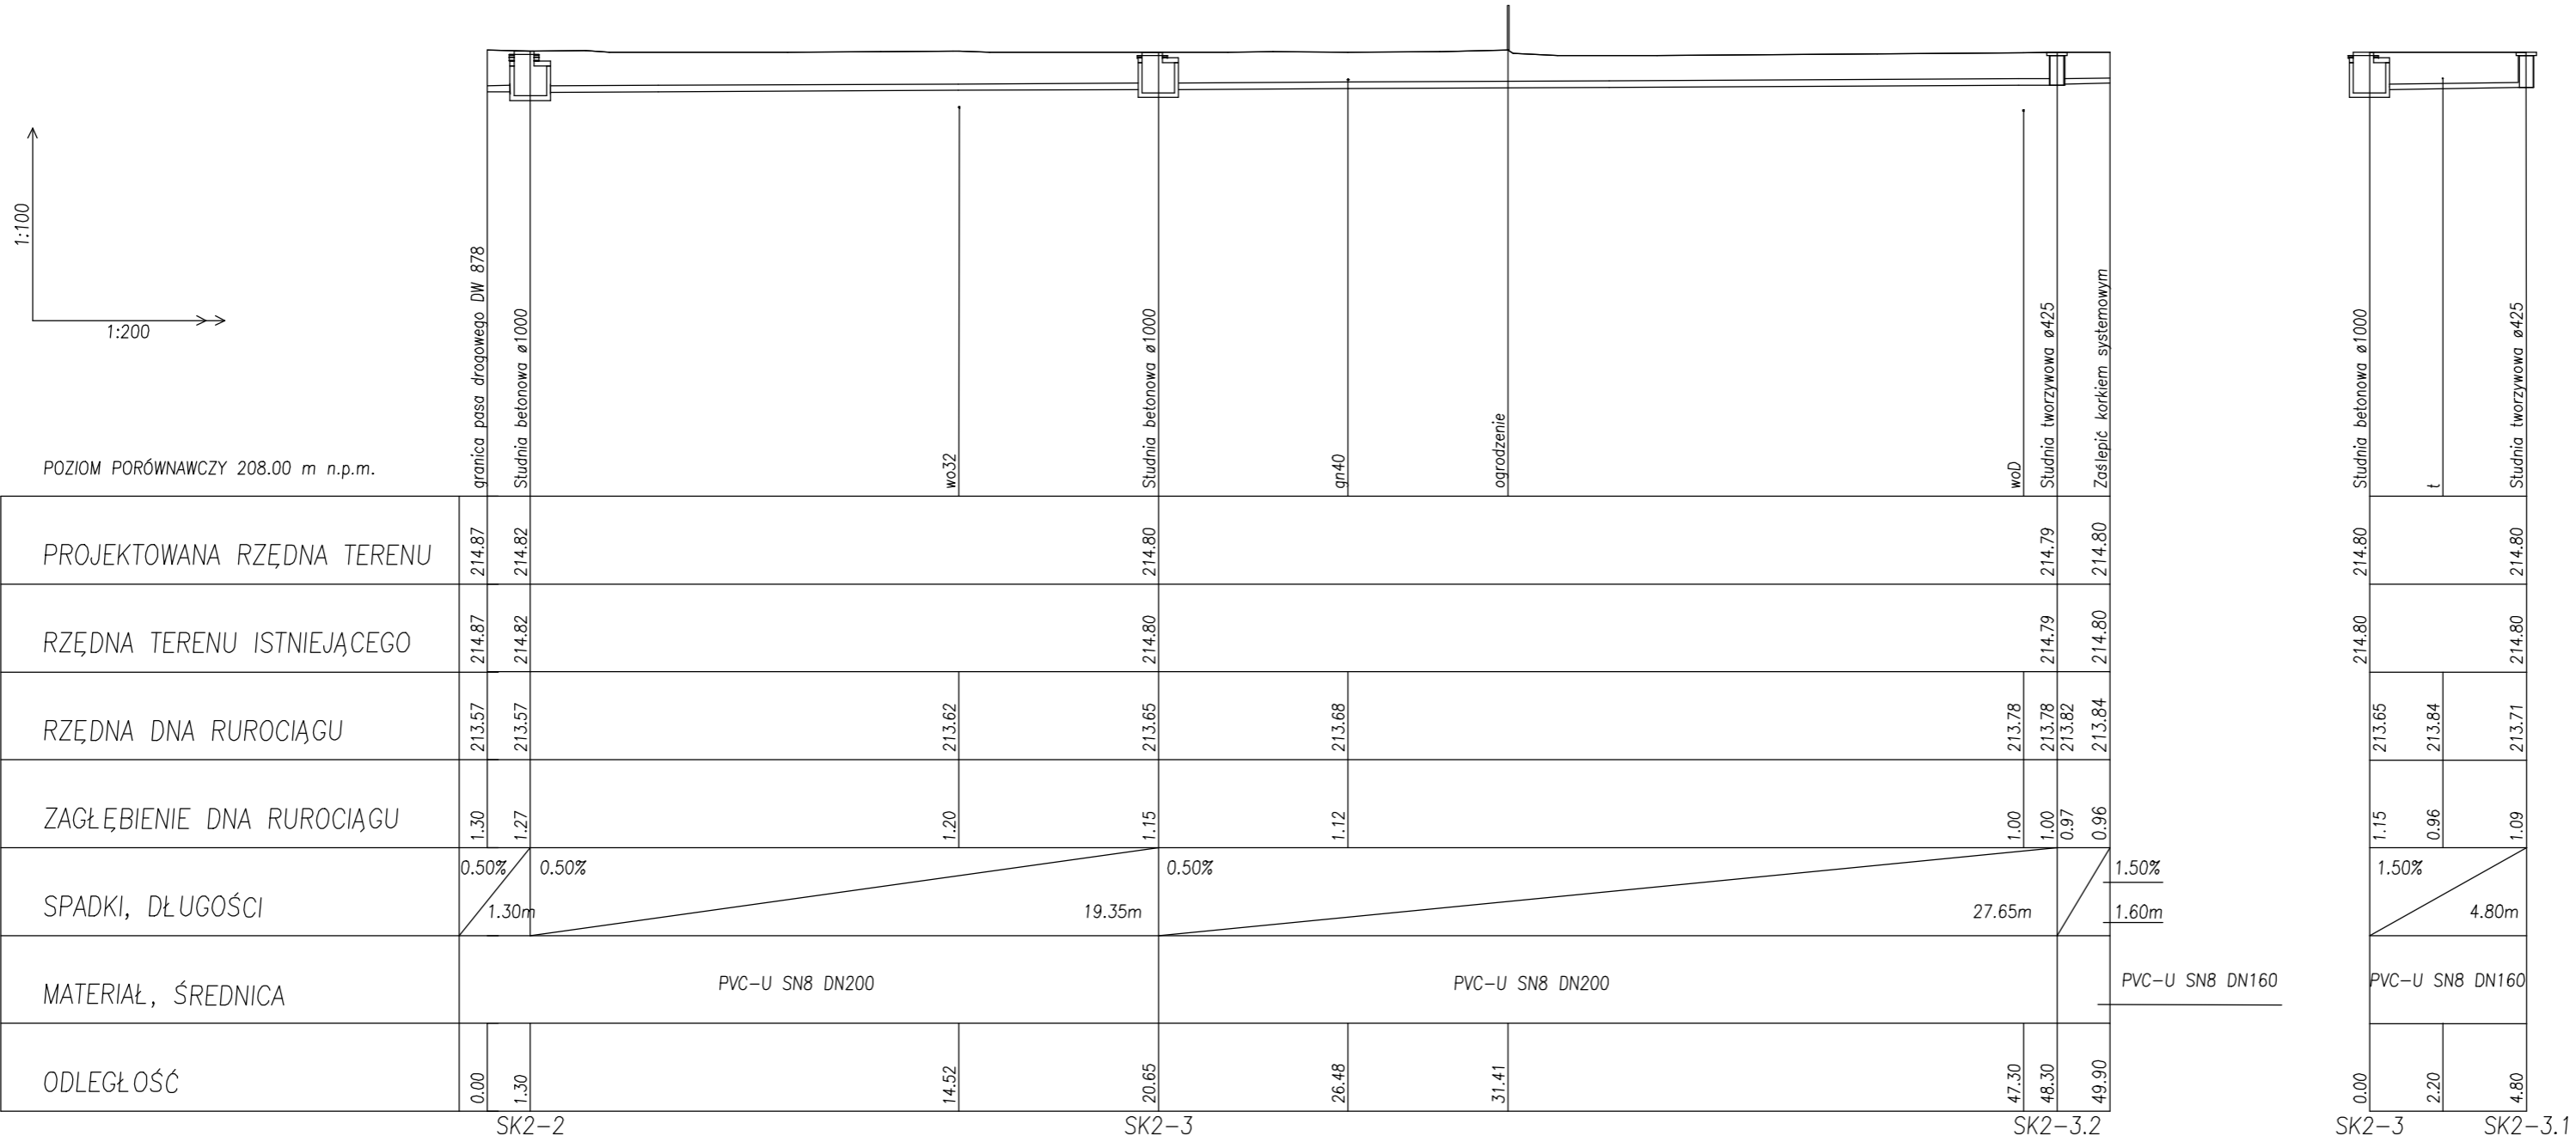 1:100
1:200
POZIOM PORÓWNAWCZY 208.00 m n.p.m.
granica pasa drogowego DW 878
Studnia betonowa ø1000
wo32
Studnia betonowa ø1000
gn40
ogrodzenie
woD
Studnia tworzywowa ø425
Zaślepić korkiem systemowym
Studnia betonowa ø1000
t
Studnia tworzywowa ø425
PROJEKTOWANA RZĘDNA TERENU
214.87
214.82
214.80
214.79
214.80
214.80
214.80
RZĘDNA TERENU ISTNIEJĄCEGO
214.87
214.82
214.80
214.79
214.80
214.80
214.80
RZĘDNA DNA RUROCIĄGU
213.57
213.57
213.62
213.65
213.68
213.78
213.78
213.82
213.84
213.65
213.84
213.71
ZAGŁĘBIENIE DNA RUROCIĄGU
1.30
1.27
1.20
1.15
1.12
1.00
1.00
0.97
0.96
1.15
0.96
1.09
SPADKI, DŁUGOŚCI
0.50%
1.30m
0.50%
19.35m
0.50%
27.65m
1.50%
1.60m
1.50%
4.80m
MATERIAŁ, ŚREDNICA
PVC-U SN8 DN200
PVC-U SN8 DN200
PVC-U SN8 DN160
PVC-U SN8 DN160
ODLEGŁOŚĆ
0.00
1.30
14.52
20.65
26.48
31.41
47.30
48.30
49.90
0.00
2.20
4.80
SK2-2
SK2-3
SK2-3.2
SK2-3
SK2-3.1